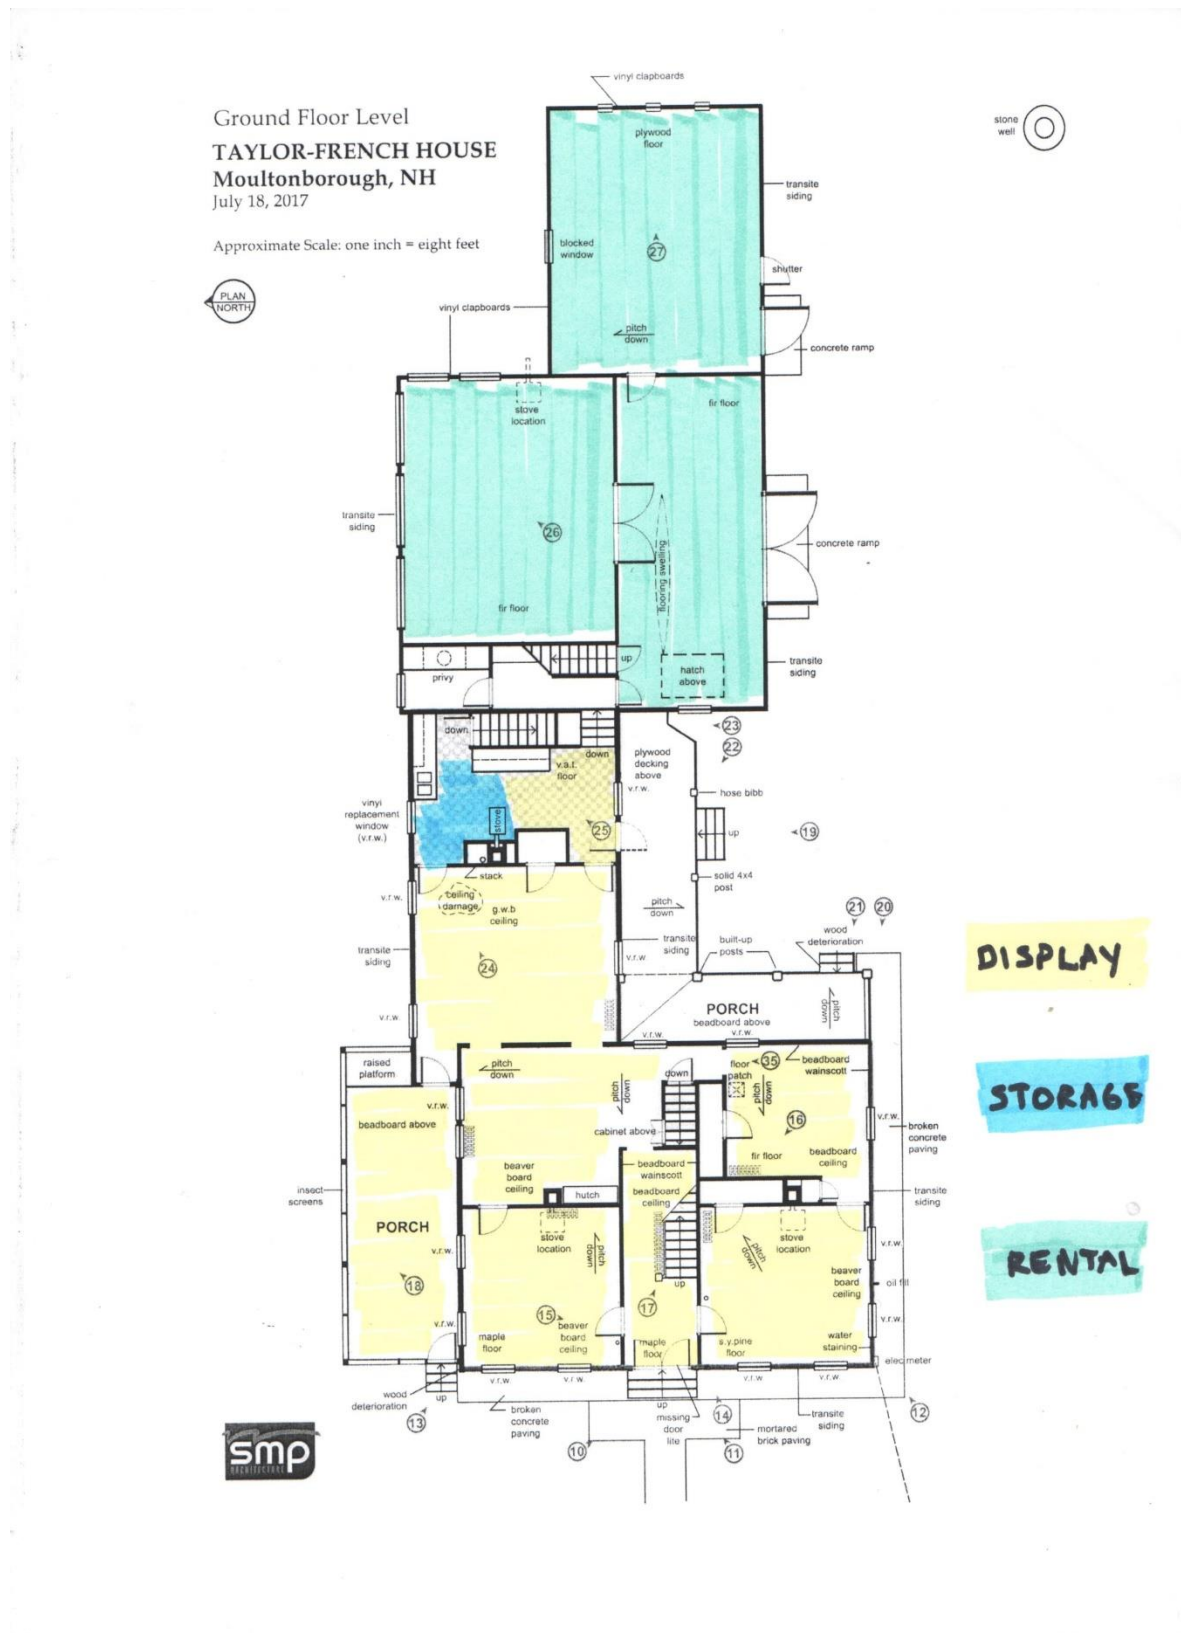 vinyl clapboards
Ground Floor Level
TAYLOR-FRENCH HOUSE
Moultonborough, NH
July 18, 2017
Approximate Scale: one inch = eight feet
PLAN
NORTH
stone
well
plywood
floor
transite
siding
blocked
window
27
shutter
vinyl clapboards
pitch
down
concrete ramp
stove
location
fir floor
transite
siding
26
flooring swelling
concrete ramp
fir floor
privy
up
hatch
above
transite
siding
down
down
v.a.t.
floor
plywood
decking
above
23
22
v.r.w.
hose bibb
vinyl
replacement
window
(v.r.w.)
stove
25
up
19
stack
solid 4x4
post
v.r.w.
ceiling
damage
g.w.b
ceiling
pitch
down
21
20
transite
siding
24
transite
siding
v.r.w
built-up
posts
wood
deterioration
DISPLAY
PORCH
beadboard above
pitch
down
v.r.w.
v.r.w.
v.r.w.
raised
platform
pitch
down
pitch
down
down
floor
patch
35
beadboard
wainscott
pitch
down
STORAGE
v.r.w.
beadboard above
cabinet above
16
v.r.w.
broken
concrete
paving
beaver
board
ceiling
beadboard
wainscott
fir floor
beadboard
ceiling
insect
screens
hutch
beadboard
ceiling
transite
siding
PORCH
stove
location
pitch
down
pitch
down
stove
location
v.r.w.
v.r.w.
RENTAL
18
up
beaver
board
ceiling
oil fill
15
17
v.r.w.
v.r.w.
maple
floor
beaver
board
ceiling
maple
floor
s.y.pine
floor
water
staining
elec meter
v.r.w
v.r.w.
v.r.w
v.r.w.
wood
deterioration
up
13
broken
concrete
paving
up
missing
door
lite
14
mortared
brick paving
transite
siding
12
10
11
smp
ARCHITECTURE